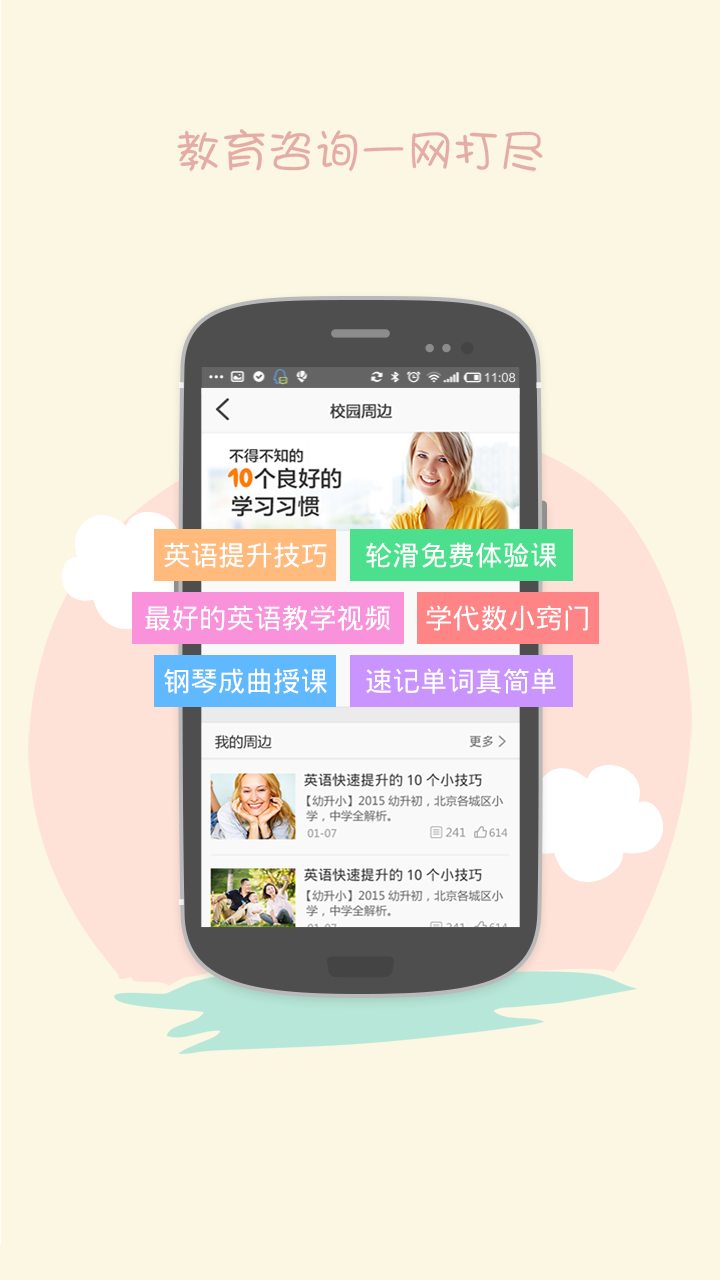 教育咨询一网打尽
11:08
校园周边
不得不知的
10个良好的
学习习惯
英语提升技巧
轮滑免费体验课
最好的英语教学视频
学代数小窍门
钢琴成曲授课
速记单词真简单
我的周边
更多
英语快速提升的 10 个小技巧
【幼升小】2015 幼升初，北京各城区小
学，中学全解析。
01-07 241 614
英语快速提升的 10 个小技巧
【幼升小】2015 幼升初，北京各城区小
学，中学全解析。
01-07 241 614